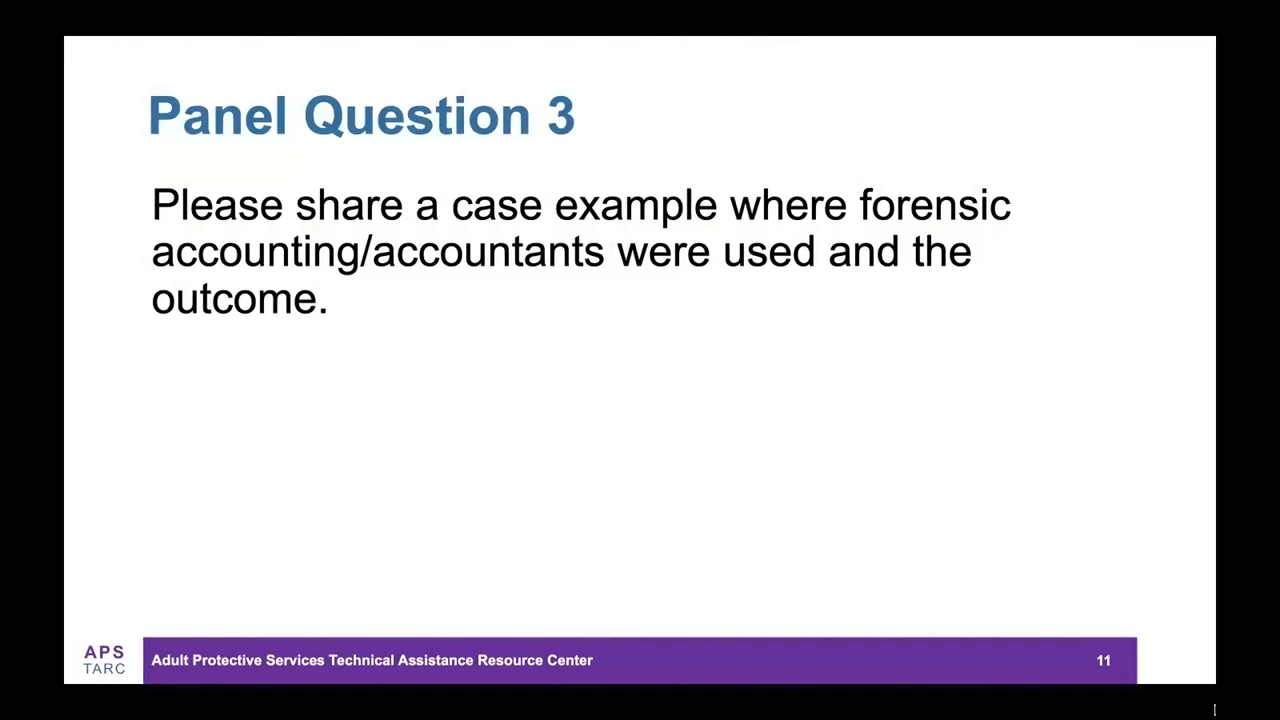 Panel Question 3
Please share a case example where forensic
accounting/accountants were used and the
outcome.
APS
TARC
Adult Protective Services Technical Assistance Resource Center
11